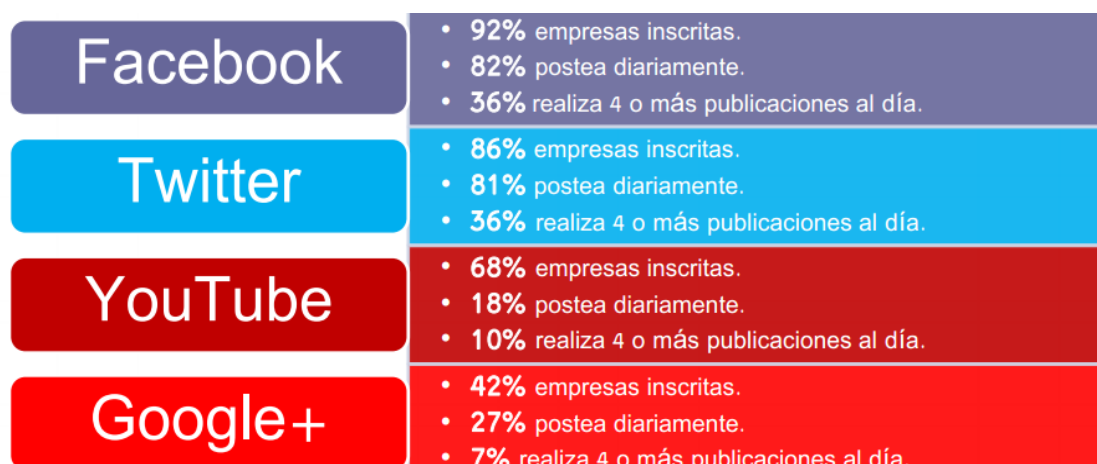 Facebook
• 92% empresas inscritas.
• 82% postea diariamente.
• 36% realiza 4 o más publicaciones al día.
Twitter
• 86% empresas inscritas.
• 81% postea diariamente.
• 36% realiza 4 o más publicaciones al día.
YouTube
• 68% empresas inscritas.
• 18% postea diariamente.
• 10% realiza 4 o más publicaciones al día.
Google+
• 42% empresas inscritas.
• 27% postea diariamente.
• 7% realiza 4 o más publicaciones al día